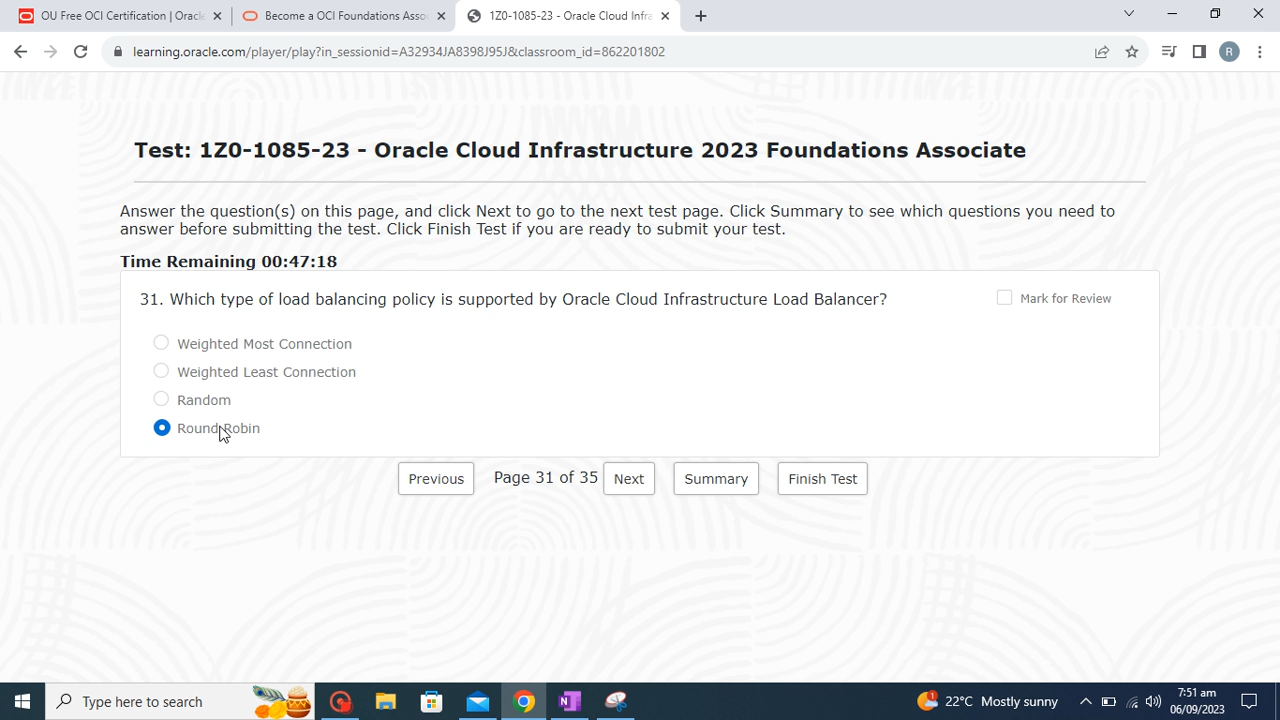 OU Free OCI Certification | Oracle
Become a OCI Foundations Asso
1Z0-1085-23 - Oracle Cloud Infra
learning.oracle.com/player/play?in_sessionid=A32934JA8398J95J&classroom_id=862201802
R
Test: 1Z0-1085-23 - Oracle Cloud Infrastructure 2023 Foundations Associate
Answer the question(s) on this page, and click Next to go to the next test page. Click Summary to see which questions you need to
answer before submitting the test. Click Finish Test if you are ready to submit your test.
Time Remaining 00:47:18
31. Which type of load balancing policy is supported by Oracle Cloud Infrastructure Load Balancer?
Mark for Review
Weighted Most Connection
Weighted Least Connection
Random
Round Robin
Previous
Page 31 of 35
Next
Summary
Finish Test
Type here to search
1
22°C Mostly sunny
7:51 am
06/09/2023